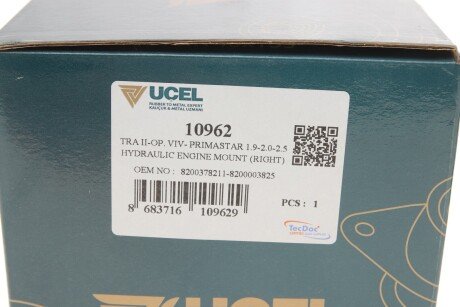 UCEL
RUBBER TO METAL EXPERT
KAUÇUK & METAL UZMANI
10962
TRA II-OP. VIV- PRIMASTAR 1.9-2.0-2.5
HYDRAULIC ENGINE MOUNT (RIGHT)
OEM NO : 8200378211-8200003825
PCS : 1
8 683716 109629
TecDoc
UCEL